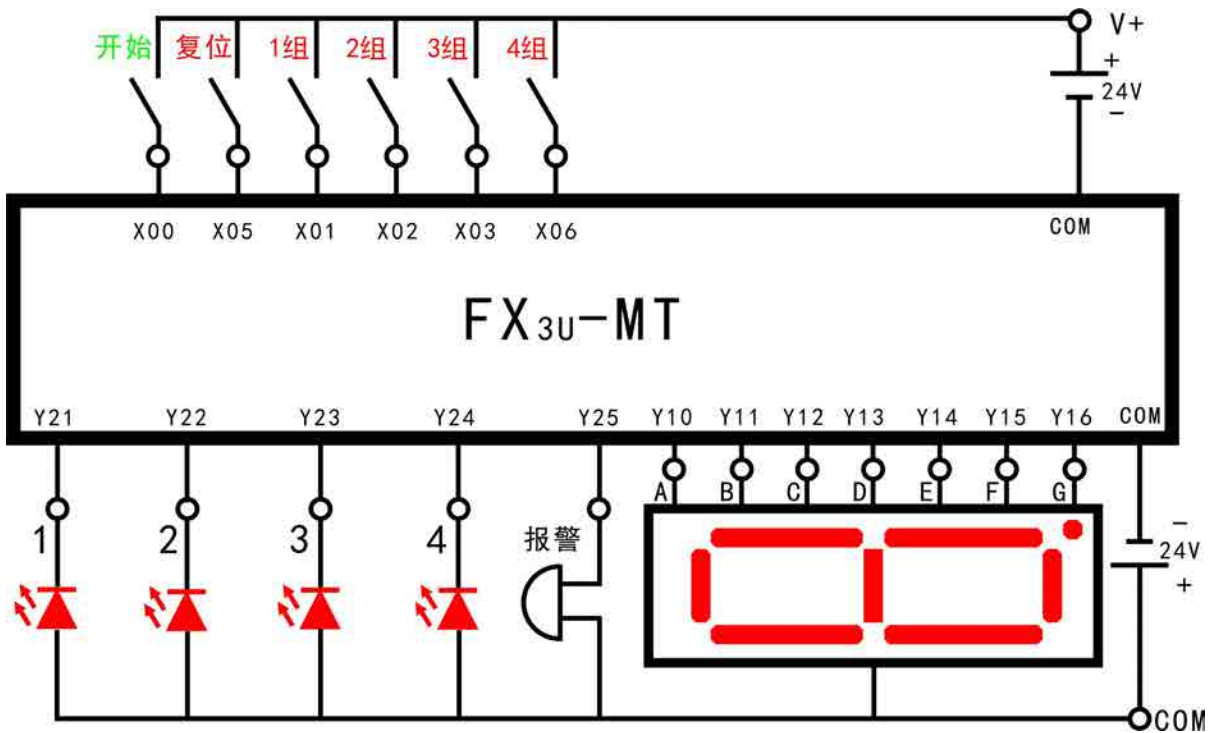 V+
开始 复位 1组 2组 3组 4组
+
24V
-
X00 X05 X01 X02 X03 X06 COM
FX3U-MT
Y21 Y22 Y23 Y24 Y25 Y10 Y11 Y12 Y13 Y14 Y15 Y16 COM
A B C D E F G
1 2 3 4 报警
-
24V
+
COM